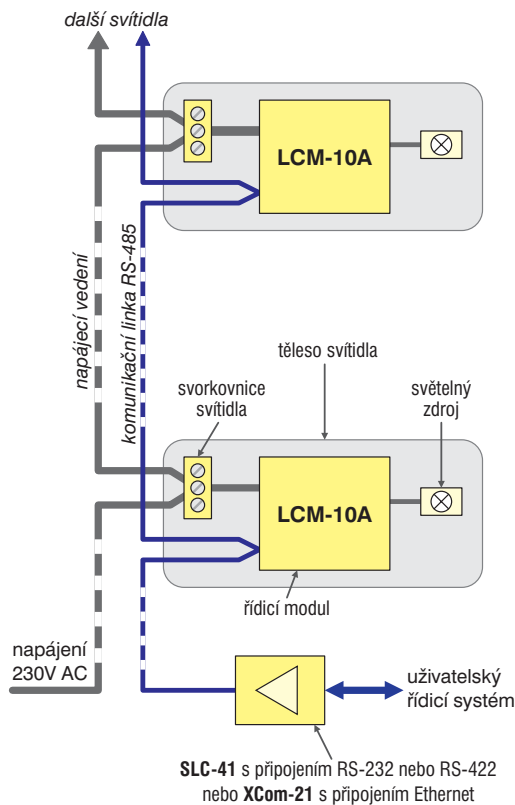 další svítidla
LCM-10A
napájecí vedení
komunikační linka RS-485
těleso svítidla
svorkovnice
svítidla
světelný
zdroj
LCM-10A
řídicí modul
napájení
230V AC
uživatelský
řídicí systém
SLC-41 s připojením RS-232 nebo RS-422
nebo XCom-21 s připojením Ethernet